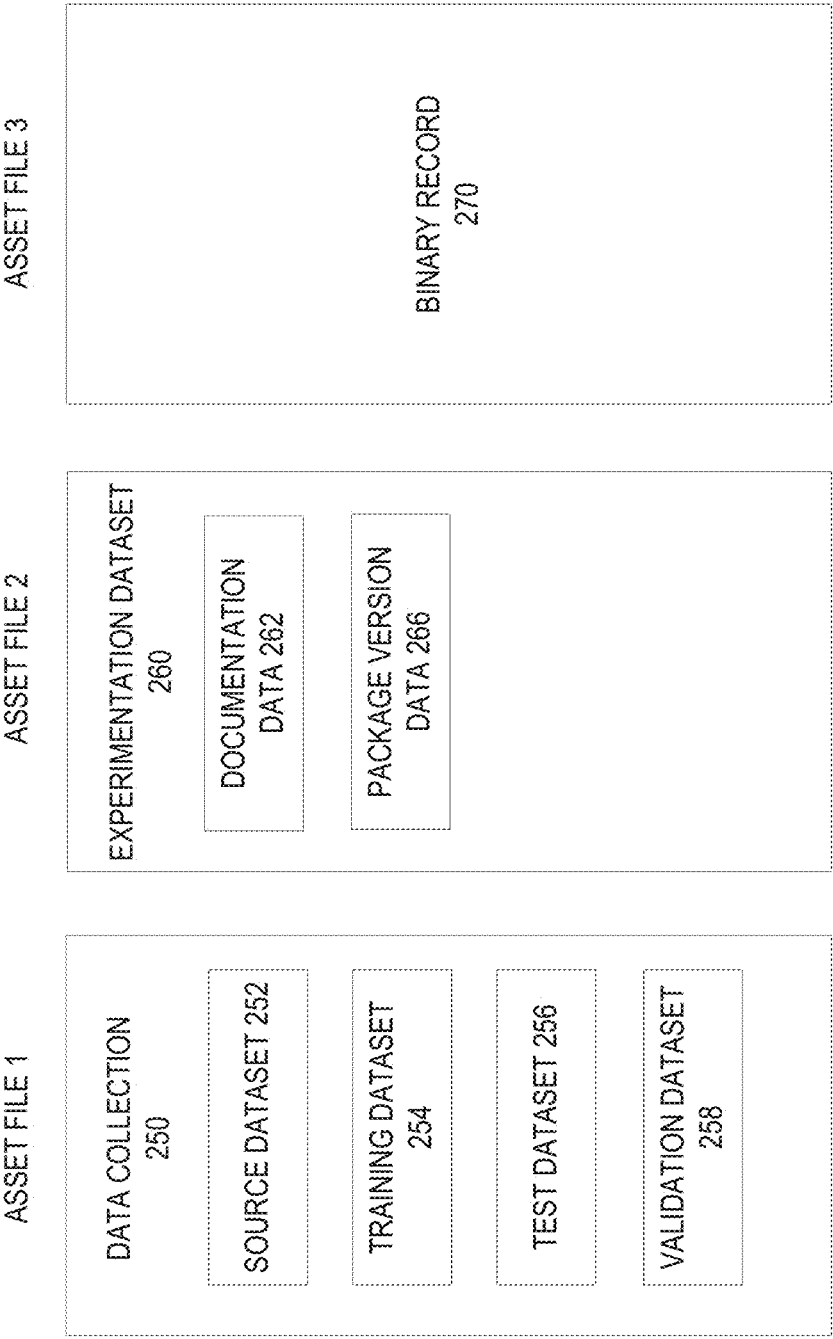 ASSET FILE 1
DATA COLLECTION
250
SOURCE DATASET 252
TRAINING DATASET
254
TEST DATASET 256
VALIDATION DATASET
258
ASSET FILE 2
EXPERIMENTATION DATASET
260
DOCUMENTATION
DATA 262
PACKAGE VERSION
DATA 266
ASSET FILE 3
BINARY RECORD
270